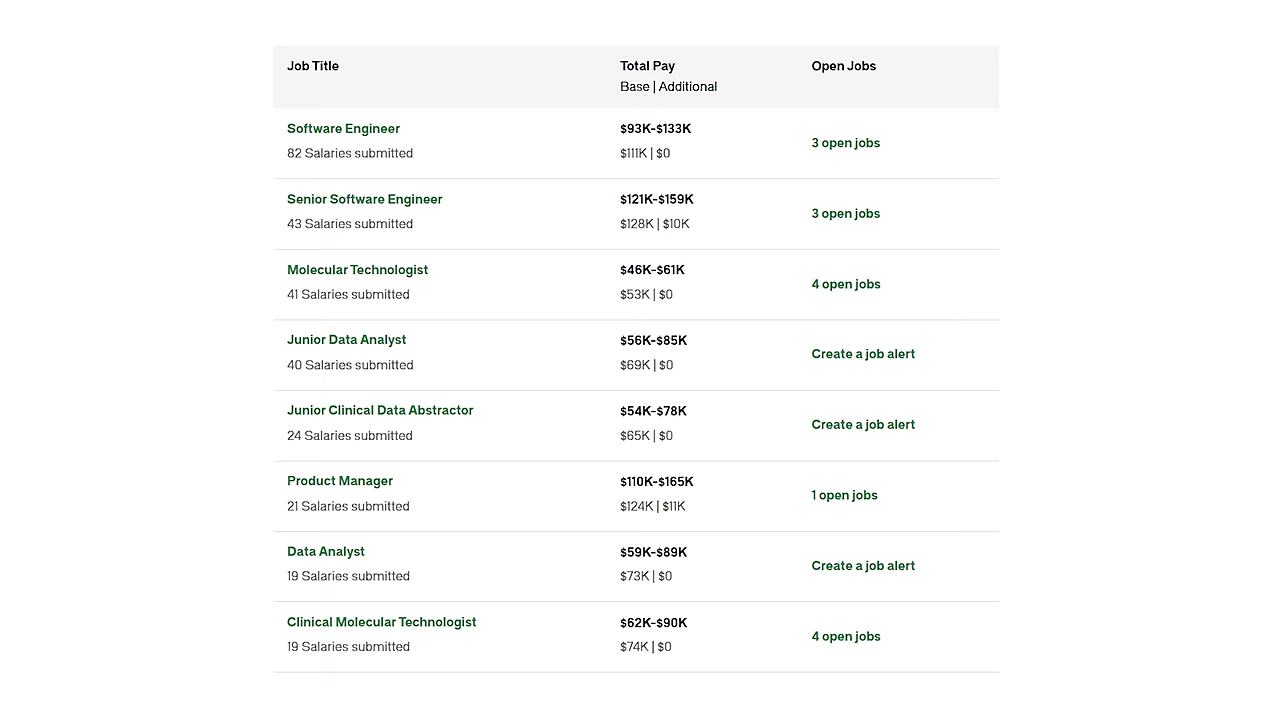 Job Title Total Pay Open Jobs
Base | Additional
Software Engineer $93K-$133K
3 open jobs
82 Salaries submitted $111K | $0
Senior Software Engineer $121K-$159K
3 open jobs
43 Salaries submitted $128K | $10K
Molecular Technologist $46K-$61K
4 open jobs
41 Salaries submitted $53K | $0
Junior Data Analyst $56K-$85K
Create a job alert
40 Salaries submitted $69K | $0
Junior Clinical Data Abstractor $54K-$78K
Create a job alert
24 Salaries submitted $65K | $0
Product Manager $110K-$165K
1 open jobs
21 Salaries submitted $124K | $11K
Data Analyst $59K-$89K
Create a job alert
19 Salaries submitted $73K | $0
Clinical Molecular Technologist $62K-$90K
4 open jobs
19 Salaries submitted $74K | $0